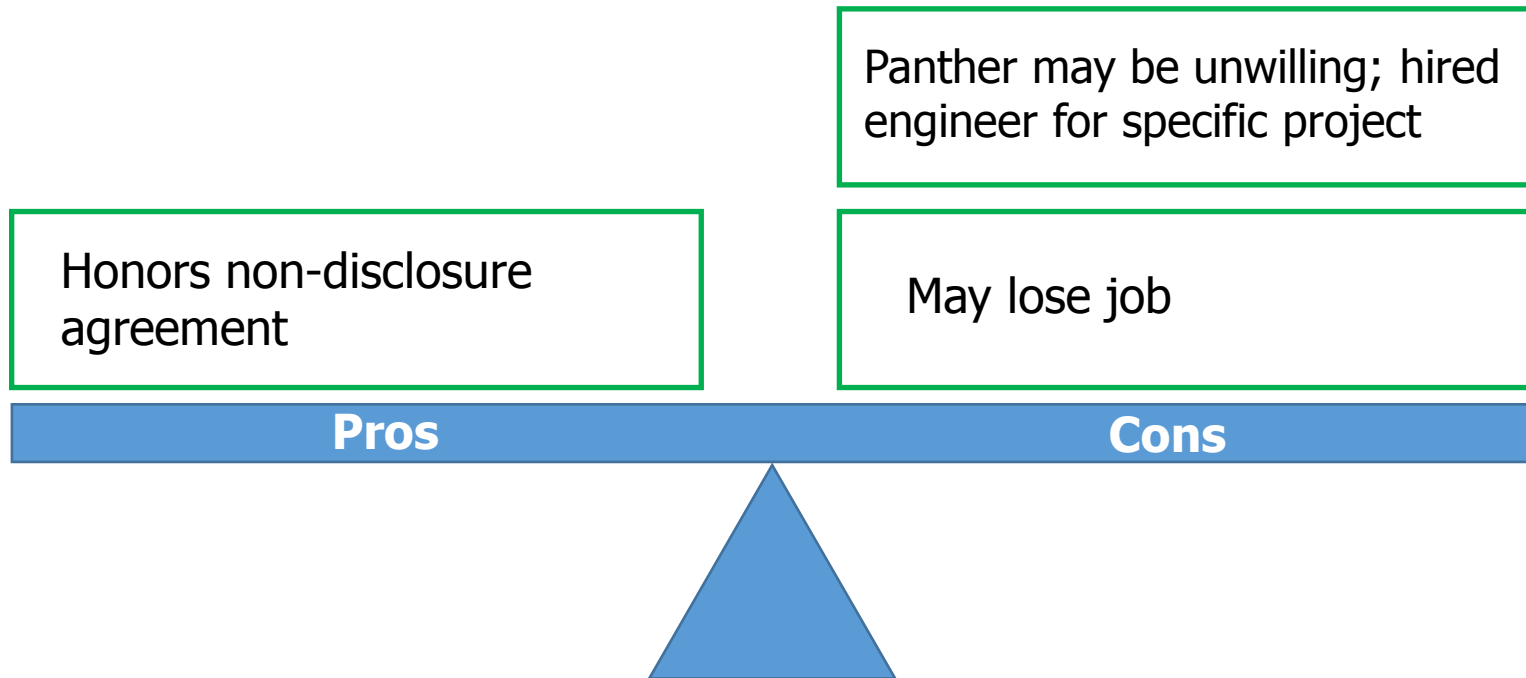 Panther may be unwilling; hired
engineer for specific project
Honors non-disclosure
agreement
May lose job
Pros
Cons